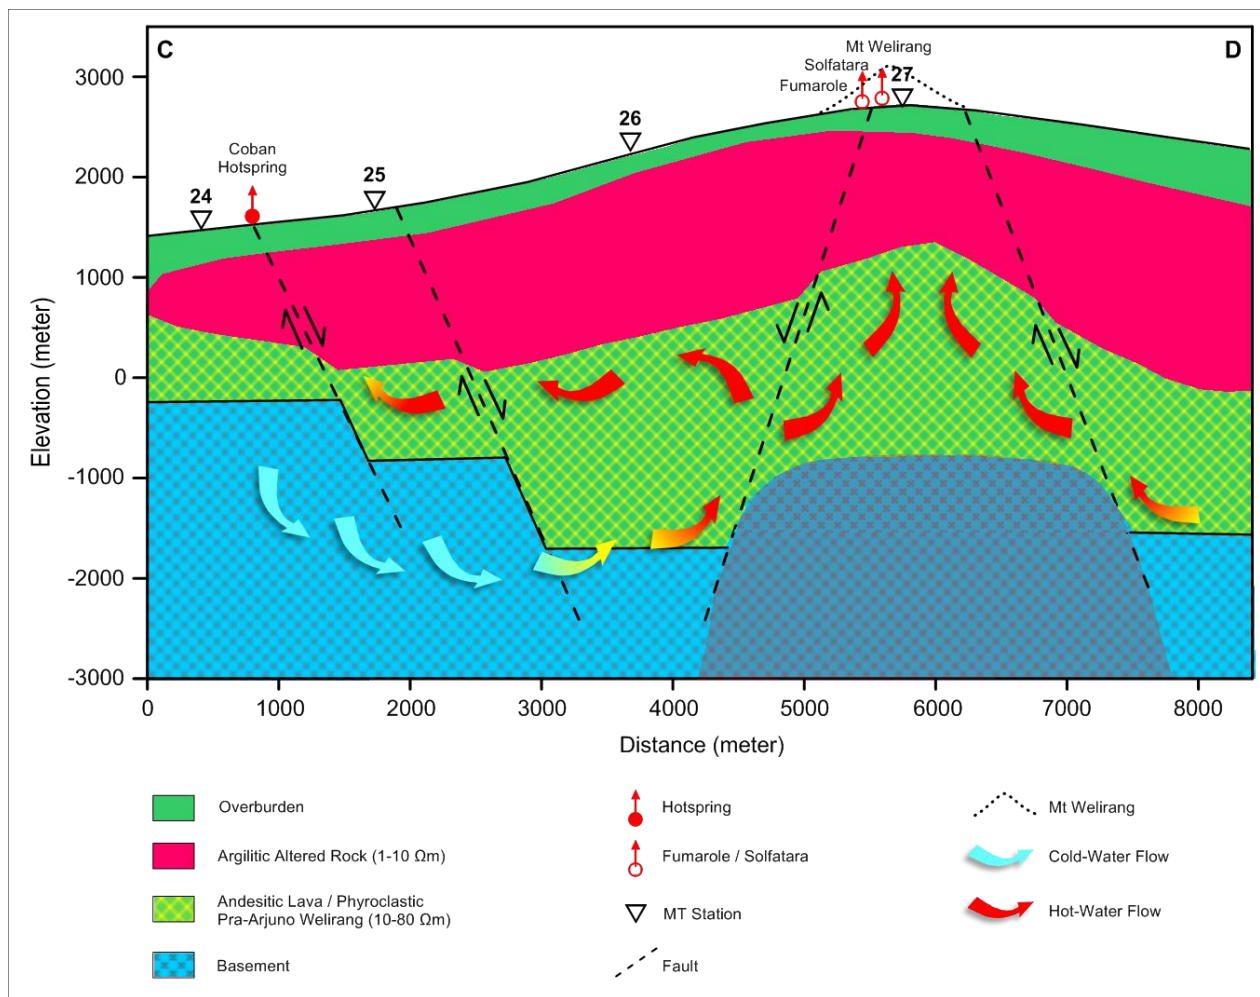 C
D
Mt Welirang
Solfatara
Fumarole
27
26
Coban
Hotspring
25
24
3000
2000
1000
0
-1000
-2000
-3000
Elevation (meter)
0 1000 2000 3000 4000 5000 6000 7000 8000
Distance (meter)
Overburden
Argilitic Altered Rock (1-10 Ωm)
Andesitic Lava / Phyroclastic
Pra-Arjuno Welirang (10-80 Ωm)
Basement
Hotspring
Fumarole / Solfatara
MT Station
Fault
Mt Welirang
Cold-Water Flow
Hot-Water Flow